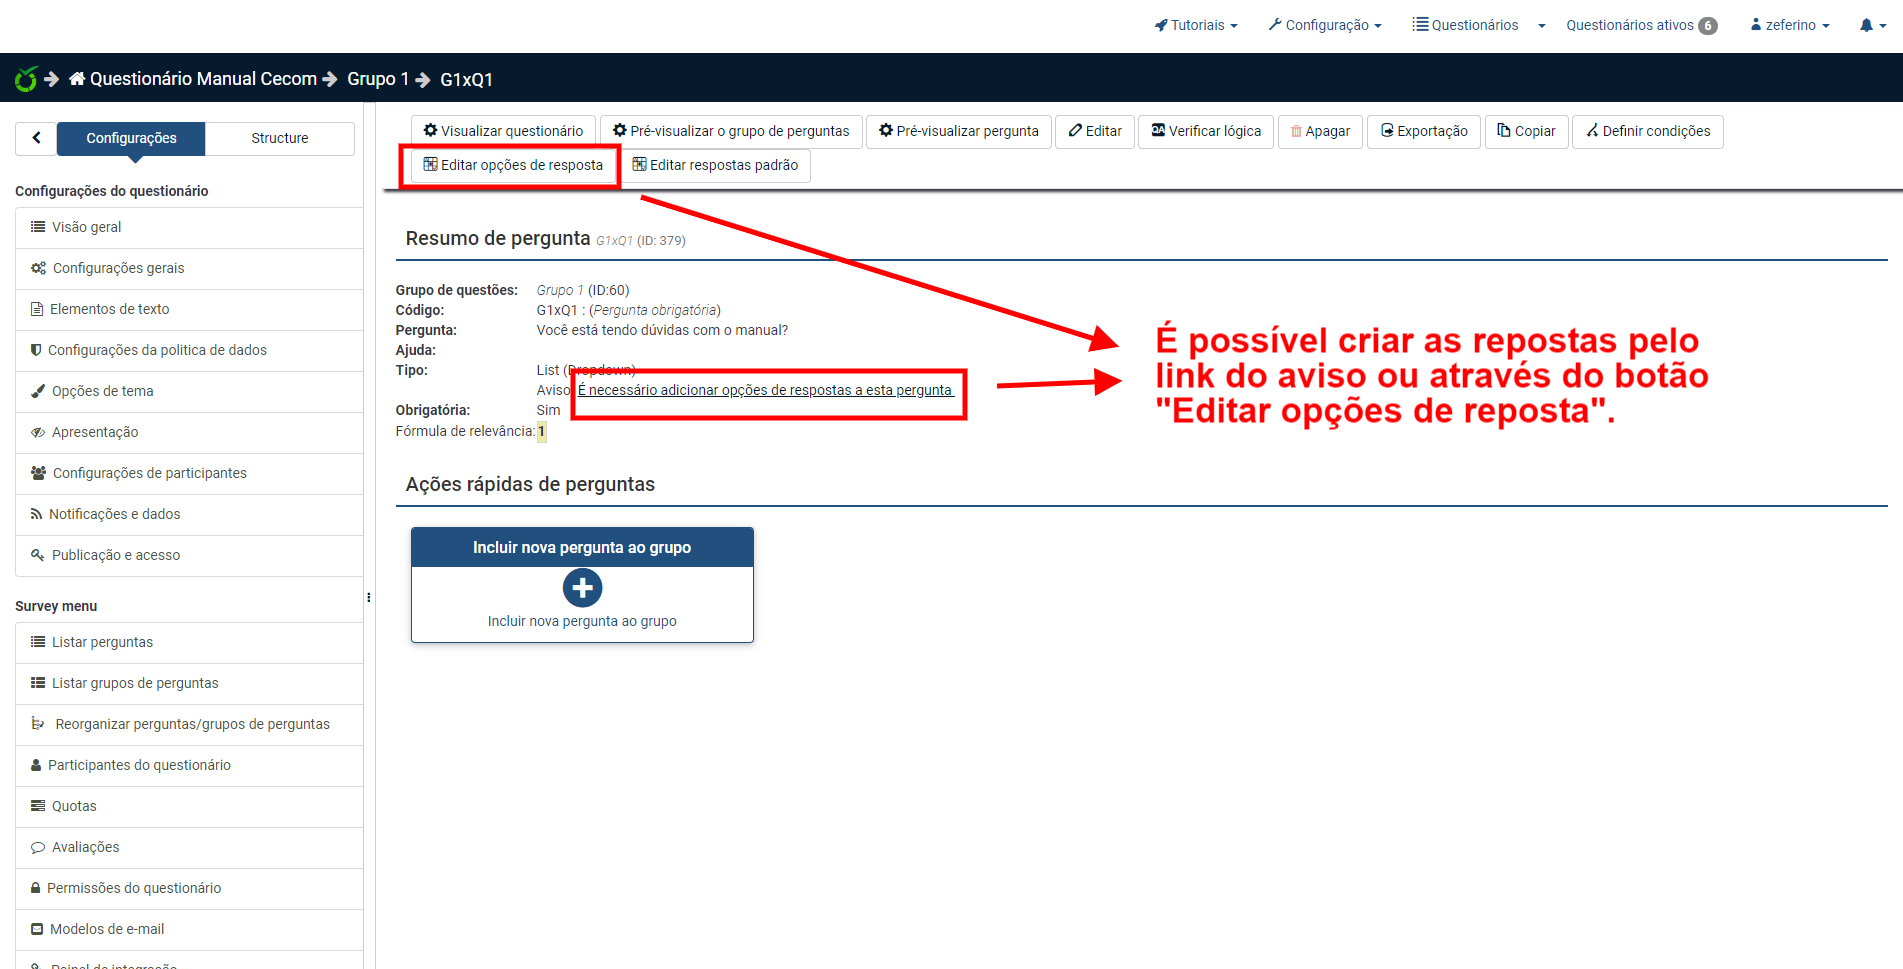 Tutoriais
Configuração
Questionários
Questionários ativos 6
zeferino
Questionário Manual Cecom
Grupo 1
G1xQ1
Configurações
Structure
Configurações do questionário
Visão geral
Configurações gerais
Elementos de texto
Configurações da politica de dados
Opções de tema
Apresentação
Configurações de participantes
Notificações e dados
Publicação e acesso
Survey menu
Listar perguntas
Listar grupos de perguntas
Reorganizar perguntas/grupos de perguntas
Participantes do questionário
Quotas
Avaliações
Permissões do questionário
Modelos de e-mail
Painel de integração
Visualizar questionário
Pré-visualizar o grupo de perguntas
Pré-visualizar pergunta
Editar
Verificar lógica
Apagar
Exportação
Copiar
Definir condições
Editar opções de resposta
Editar respostas padrão
Resumo de pergunta G1xQ1 (ID: 379)
Grupo de questões: Grupo 1 (ID:60)
Código: G1xQ1 : (Pergunta obrigatória)
Pergunta: Você está tendo dúvidas com o manual?
Ajuda:
Tipo: List (Dropdown)
Aviso: É necessário adicionar opções de respostas a esta pergunta
Obrigatória: Sim
Fórmula de relevância: 1
É possível criar as repostas pelo
link do aviso ou através do botão
"Editar opções de reposta".
Ações rápidas de perguntas
Incluir nova pergunta ao grupo
Incluir nova pergunta ao grupo